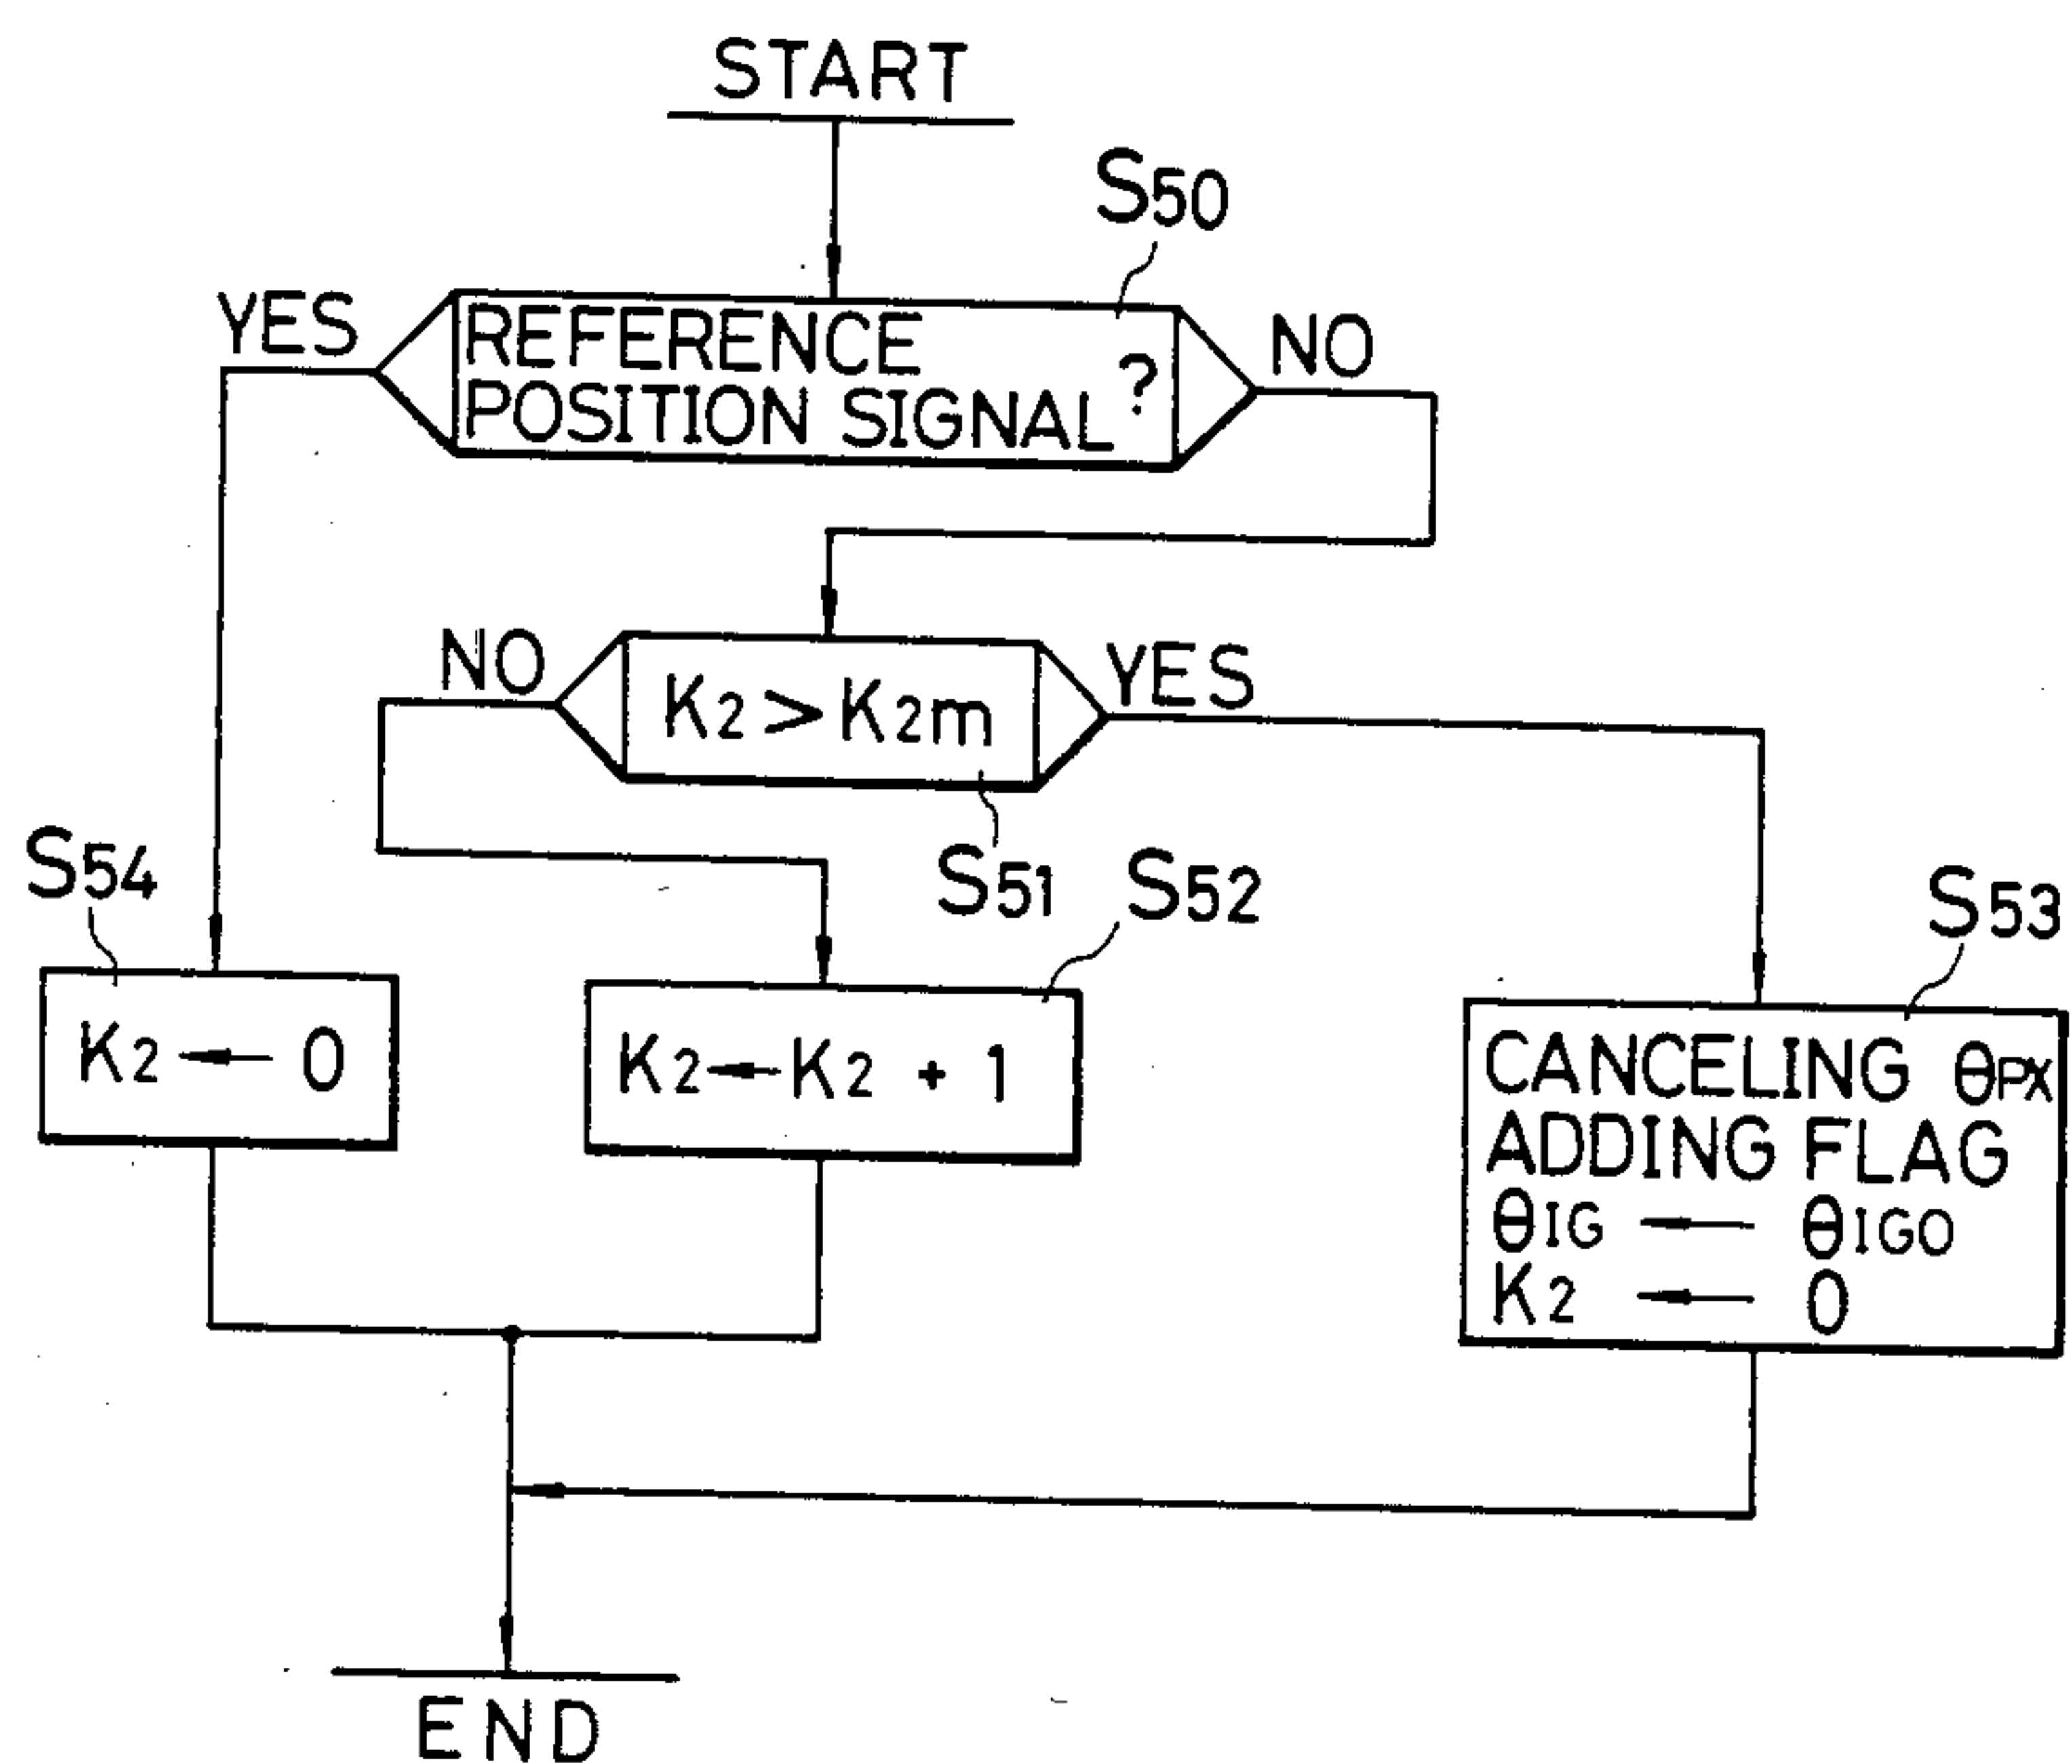 START
S50
YES
REFERENCE
POSITION SIGNAL ?
NO
NO
K2 > K2m
YES
S54
S51
S52
S53
K2 ← 0
K2 ← K2 + 1
CANCELING θPX
ADDING FLAG
θIG ← θIGO
K2 ← 0
END